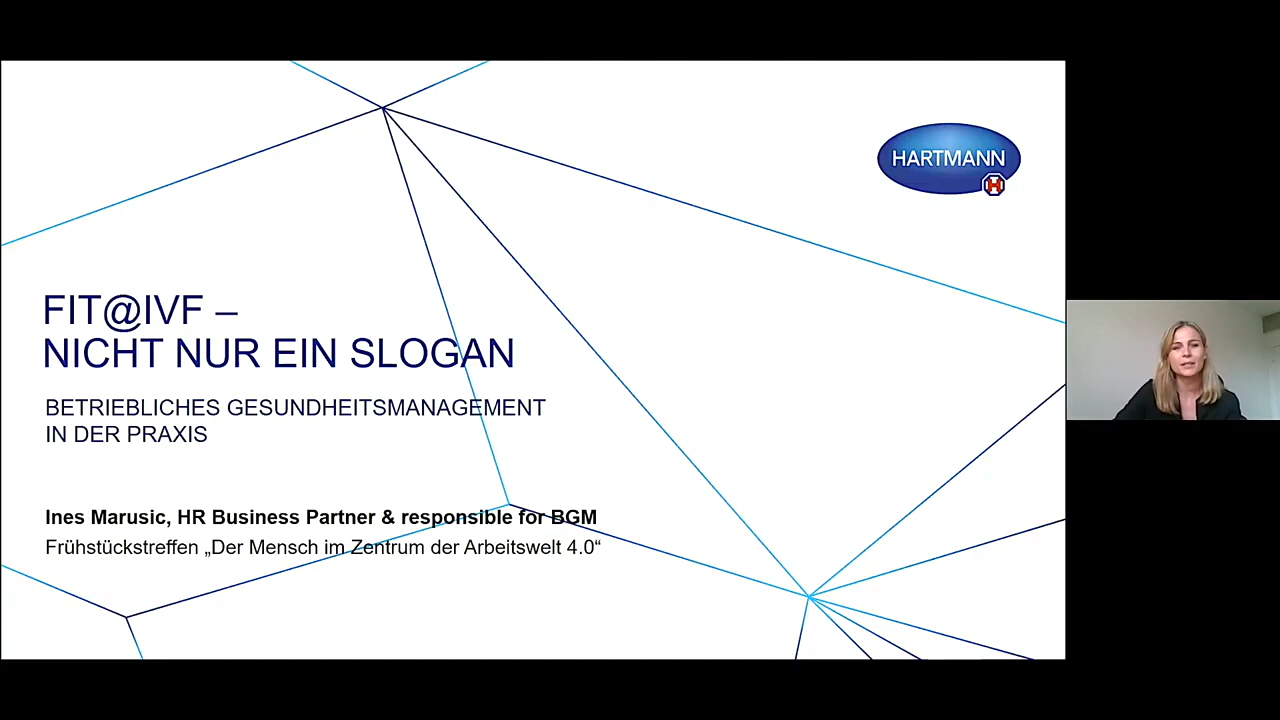 HARTMANN
H
FIT@IVF –
NICHT NUR EIN SLOGAN
BETRIEBLICHES GESUNDHEITSMANAGEMENT
IN DER PRAXIS
Ines Marusic, HR Business Partner & responsible for BGM
Frühstückstreffen „Der Mensch im Zentrum der Arbeitswelt 4.0“